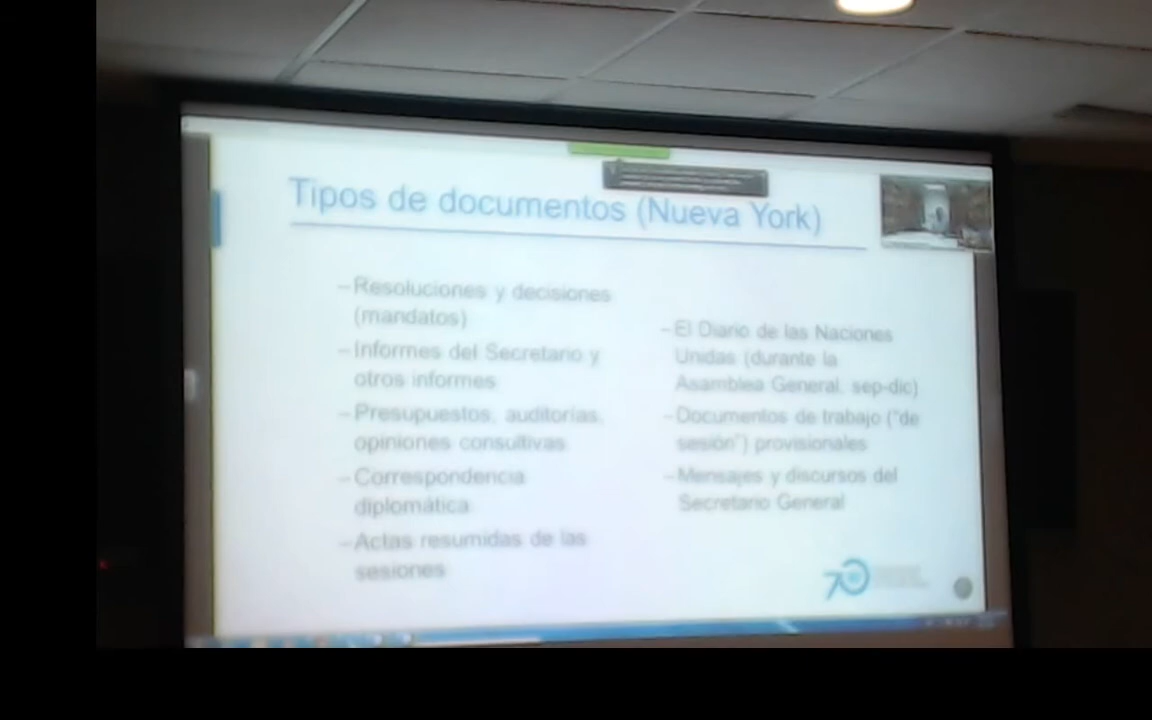 Tipos de documentos (Nueva York)
–Resoluciones y decisiones
(mandatos)
–Informes del Secretario y
otros informes
–Presupuestos, auditorías,
opiniones consultivas
–Correspondencia
diplomática
–Actas resumidas de las
sesiones
–El Diario de las Naciones
Unidas (durante la
Asamblea General, sep-dic)
–Documentos de trabajo ("de
sesión") provisionales
–Mensajes y discursos del
Secretario General
70